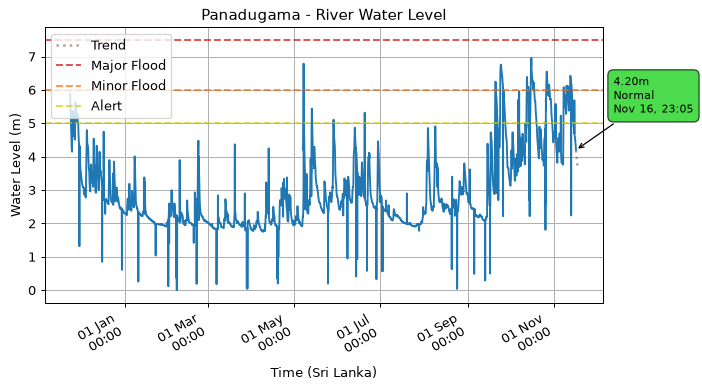 Panadugama - River Water Level
Trend
Major Flood
Minor Flood
Alert
4.20m
Normal
Nov 16, 23:05
Water Level (m)
7
6
5
4
3
2
1
0
01 Jan
00:00
01 Mar
00:00
01 May
00:00
01 Jul
00:00
01 Sep
00:00
01 Nov
00:00
Time (Sri Lanka)